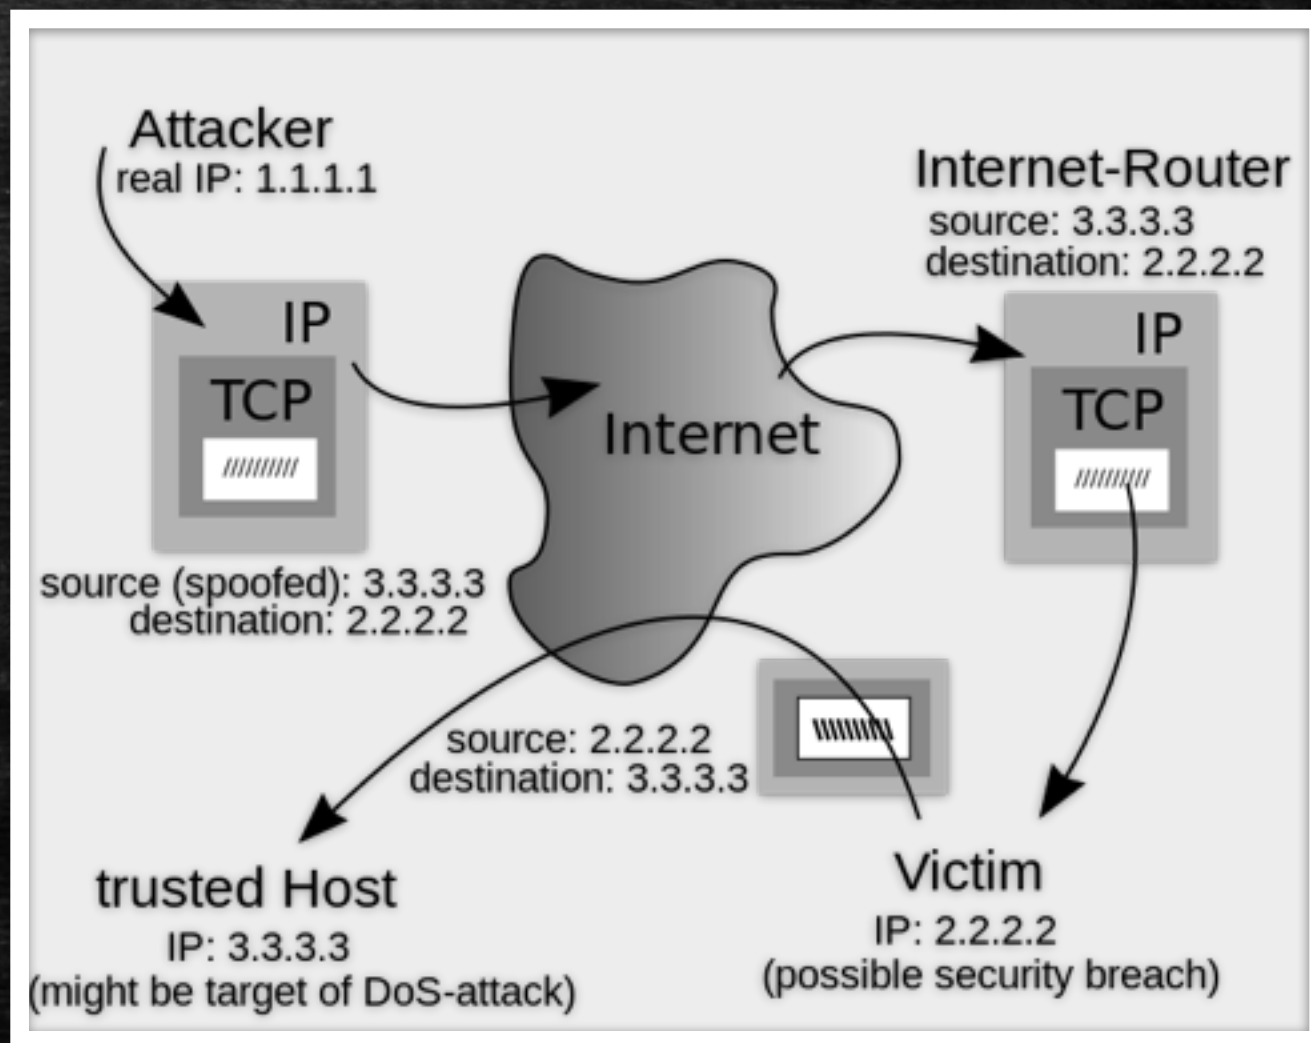 Attacker
real IP: 1.1.1.1
IP
TCP
//////////
source (spoofed): 3.3.3.3
destination: 2.2.2.2
Internet
Internet-Router
source: 3.3.3.3
destination: 2.2.2.2
IP
TCP
//////////
source: 2.2.2.2
destination: 3.3.3.3
\\\\\\\\\\
trusted Host
IP: 3.3.3.3
(might be target of DoS-attack)
Victim
IP: 2.2.2.2
(possible security breach)